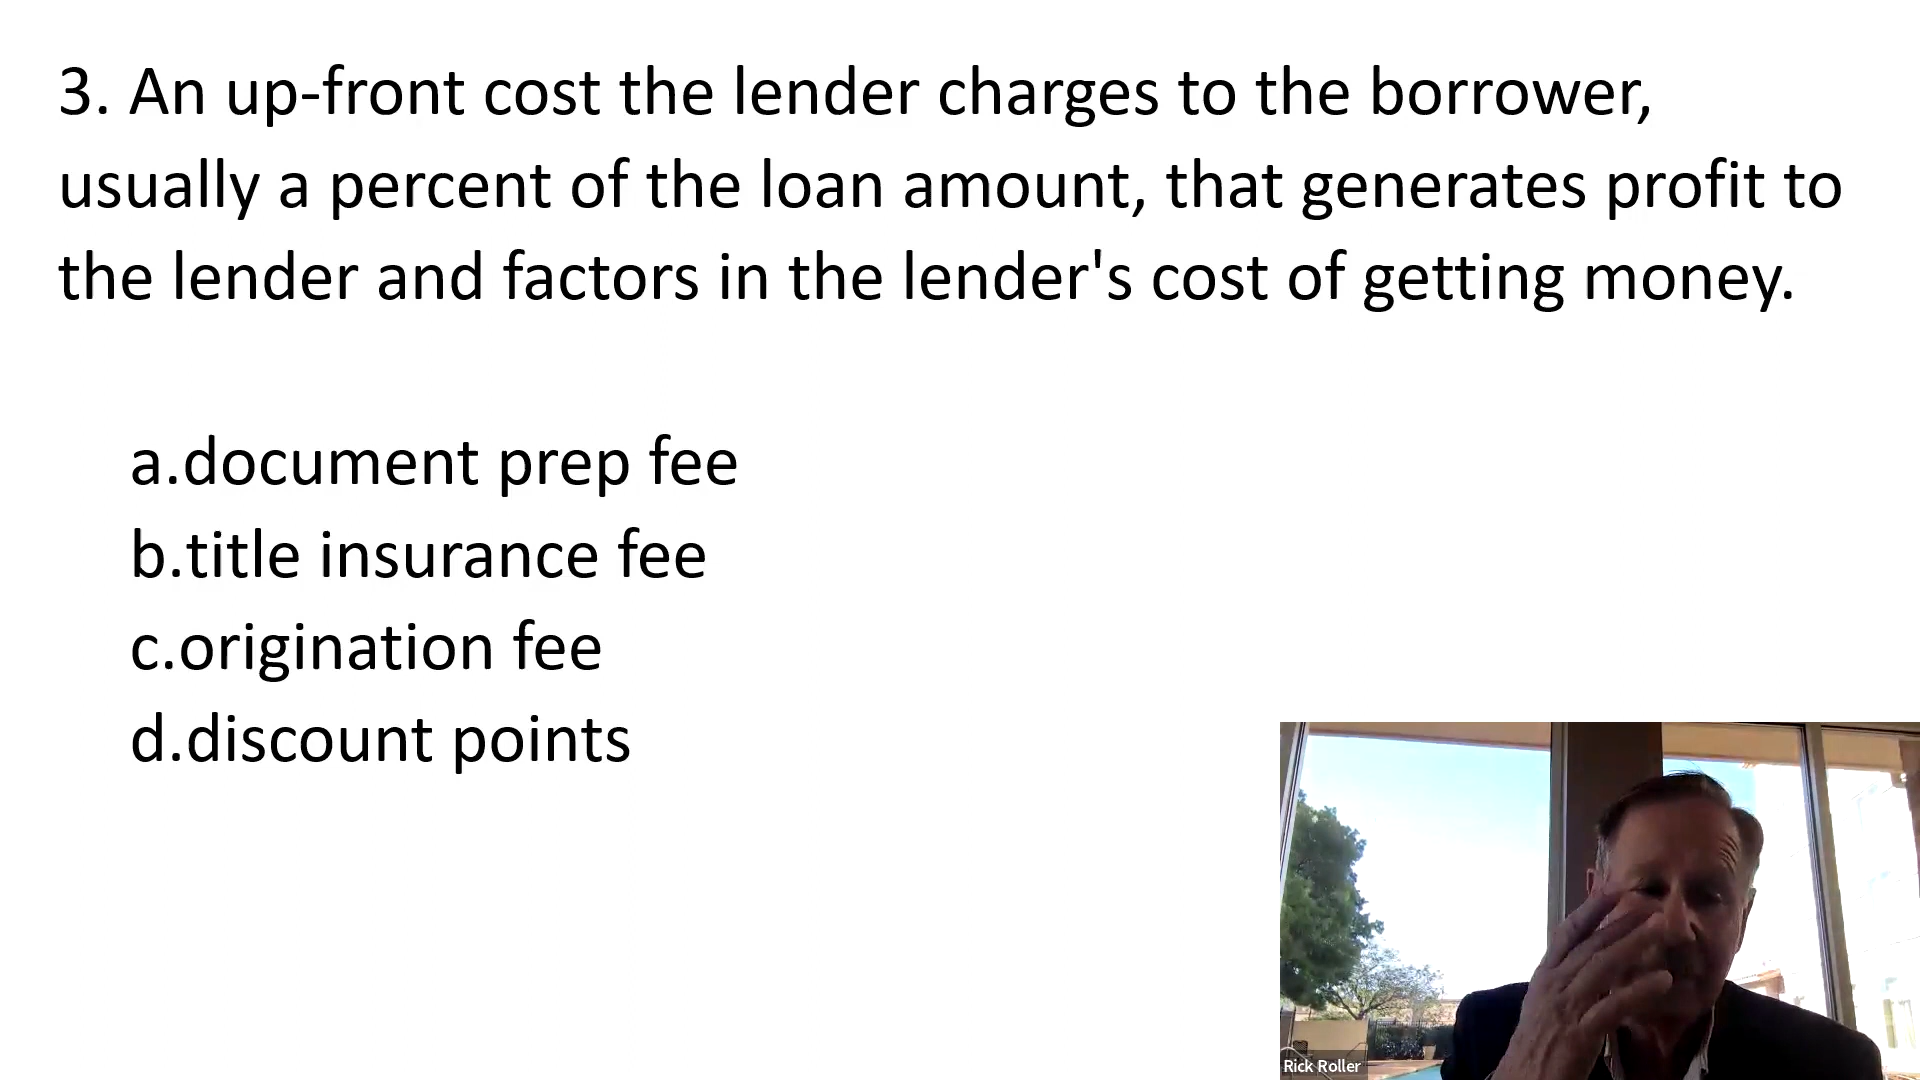 3. An up-front cost the lender charges to the borrower,
usually a percent of the loan amount, that generates profit to
the lender and factors in the lender's cost of getting money.
a.document prep fee
b.title insurance fee
c.origination fee
d.discount points
Rick Roller